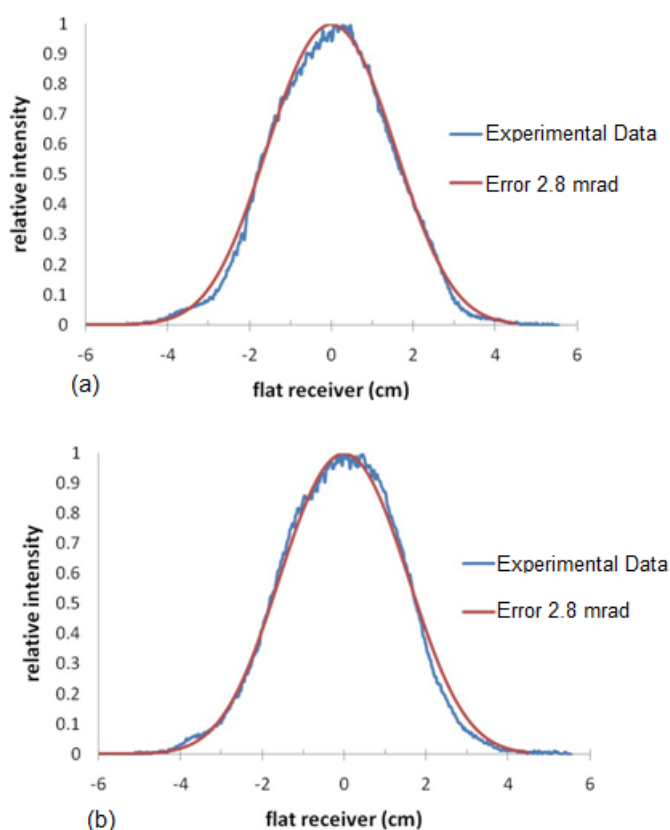 1
0.9
0.8
0.7
0.6
0.5
0.4
0.3
0.2
0.1
0
relative intensity
Experimental Data
Error 2.8 mrad
-6 -4 -2 0 2 4 6
(a)
flat receiver (cm)
1
0.9
0.8
0.7
0.6
0.5
0.4
0.3
0.2
0.1
0
relative intensity
Experimental Data
Error 2.8 mrad
-6 -4 -2 0 2 4 6
(b)
flat receiver (cm)